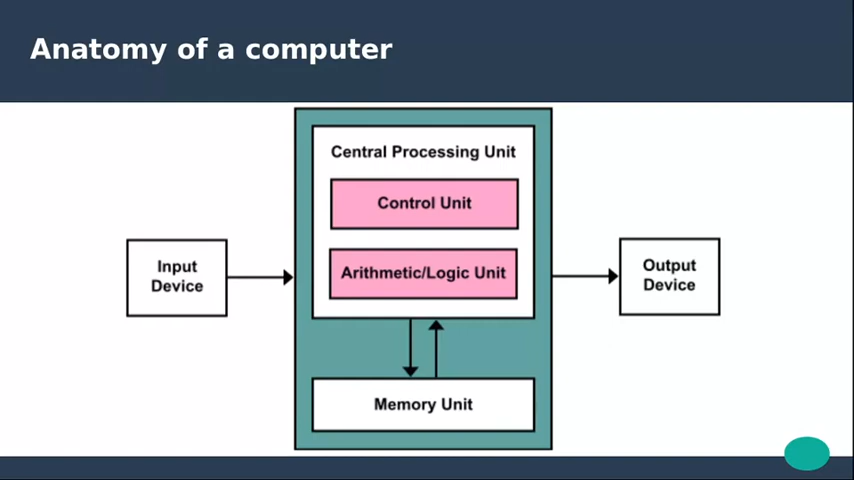 Anatomy of a computer
Central Processing Unit
Control Unit
Arithmetic/Logic Unit
Input
Device
Output
Device
Memory Unit